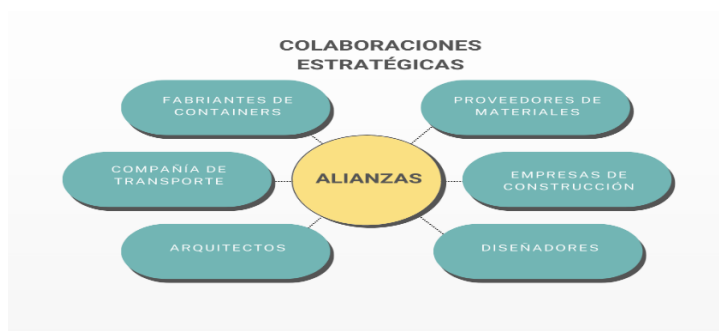 COLABORACIONES
ESTRATÉGICAS
FABRIANTES DE
CONTAINERS
PROVEEDORES DE
MATERIALES
COMPAÑÍA DE
TRANSPORTE
ALIANZAS
EMPRESAS DE
CONSTRUCCIÓN
ARQUITECTOS
DISEÑADORES